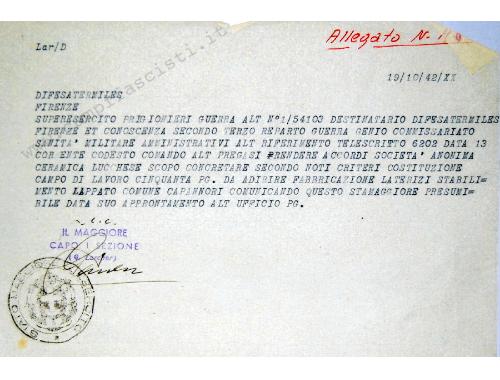 Allegato N.
Lar/D
19/10/42/XX
DIFESATERMILES
FIRENZE
SUPERESERCITO PRIGIONIERI GUERRA ALT N°1/54103 DESTINATARIO DIFESATERMILES
FIRENZE ET CONOSCENZA SECONDO TERZO REPARTO GUERRA GENIO COMMISSARIATO
SANITA' MILITARE AMMINISTRATIVI ALT RIFERIMENTO TELESCRITTO 6202 DATA 13
COR ENTE CODESTO COMANDO ALT PREGASI PRENDERE ACCORDI SOCIETA' ANONIMA
CERAMICA LUCCHESE SCOPO CONCRETARE SECONDO NOTI CRITERI COSTITUZIONE
CAMPO DI LAVORO CINQUANTA PG. DA ADIBIRE FABBRICAZIONE LATERIZI STABILI=
MENTO LAPPATO COMUNE CAPANNORI COMUNICANDO QUESTO STAMAGGIORE PRESUMI=
BILE DATA SUO APPRONTAMENTO ALT UFFICIO PG.
IL MAGGIORE
CAPO I SEZIONE